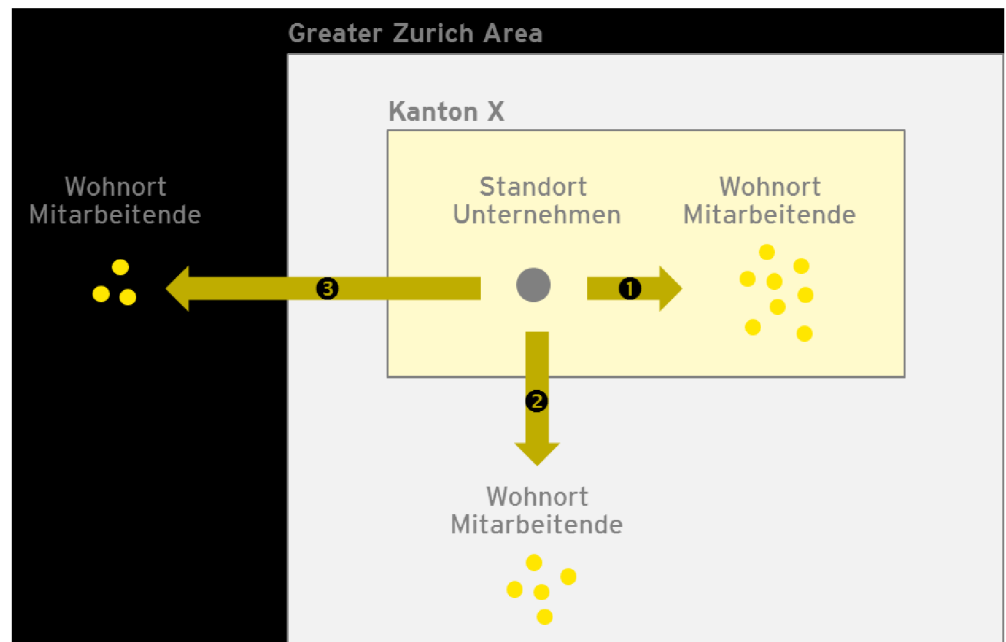 Greater Zurich Area
Kanton X
Wohnort
Mitarbeitende
Standort
Unternehmen
Wohnort
Mitarbeitende
3
1
2
Wohnort
Mitarbeitende